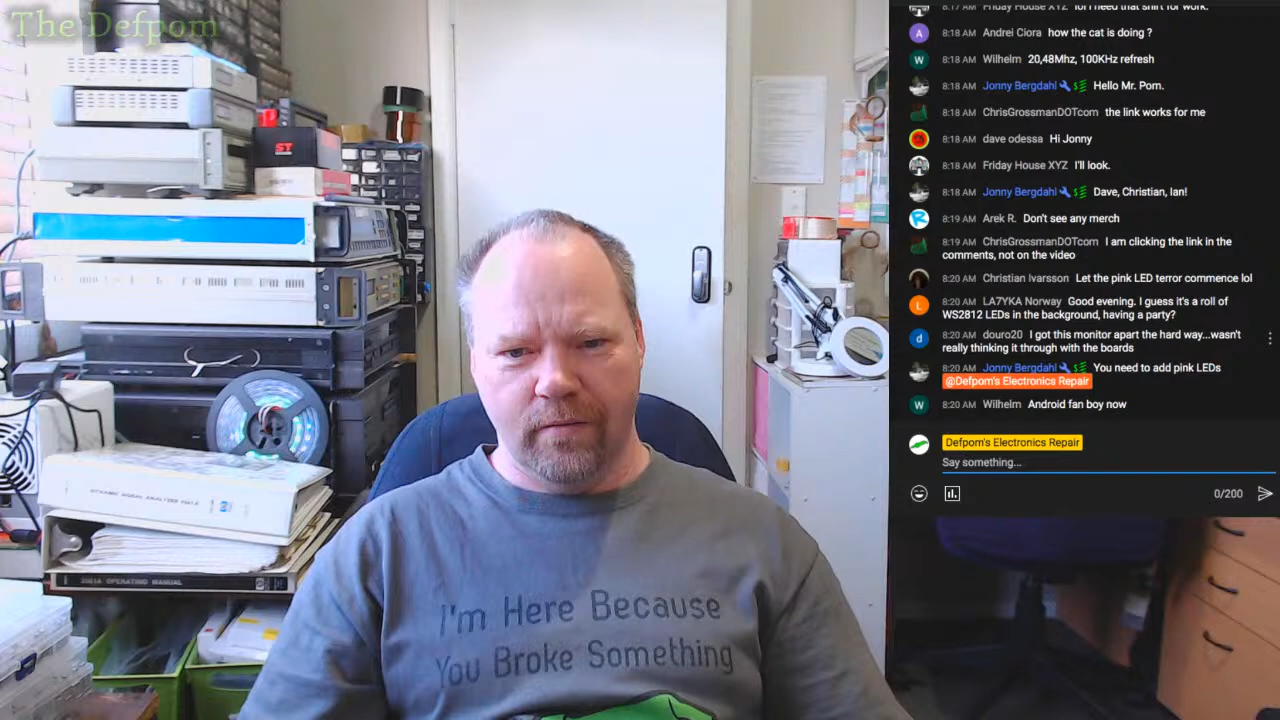 The Defpom
ST
DYNAMIC SIGNAL ANALYZER
3561A OPERATING MANUAL
I'm Here Because
You Broke Something
8:17 AM Friday House XYZ for I need that shirt for work.
A
8:18 AM Andrei Ciora how the cat is doing ?
W
8:18 AM Wilhelm 20,48Mhz, 100KHz refresh
8:18 AM Jonny Bergdahl Hello Mr. Pom.
8:18 AM ChrisGrossmanDOTcom the link works for me
8:18 AM dave odessa Hi Jonny
8:18 AM Friday House XYZ I'll look.
8:18 AM Jonny Bergdahl Dave, Christian, Ian!
8:19 AM Arek R. Don't see any merch
8:19 AM ChrisGrossmanDOTcom I am clicking the link in the
comments, not on the video
8:20 AM Christian Ivarsson Let the pink LED terror commence lol
L
8:20 AM LA7YKA Norway Good evening. I guess it's a roll of
WS2812 LEDs in the background, having a party?
d
8:20 AM douro20 I got this monitor apart the hard way...wasn't
really thinking it through with the boards
8:20 AM Jonny Bergdahl You need to add pink LEDs
@Defpom's Electronics Repair
W
8:20 AM Wilhelm Android fan boy now
Defpom's Electronics Repair
Say something...
0/200